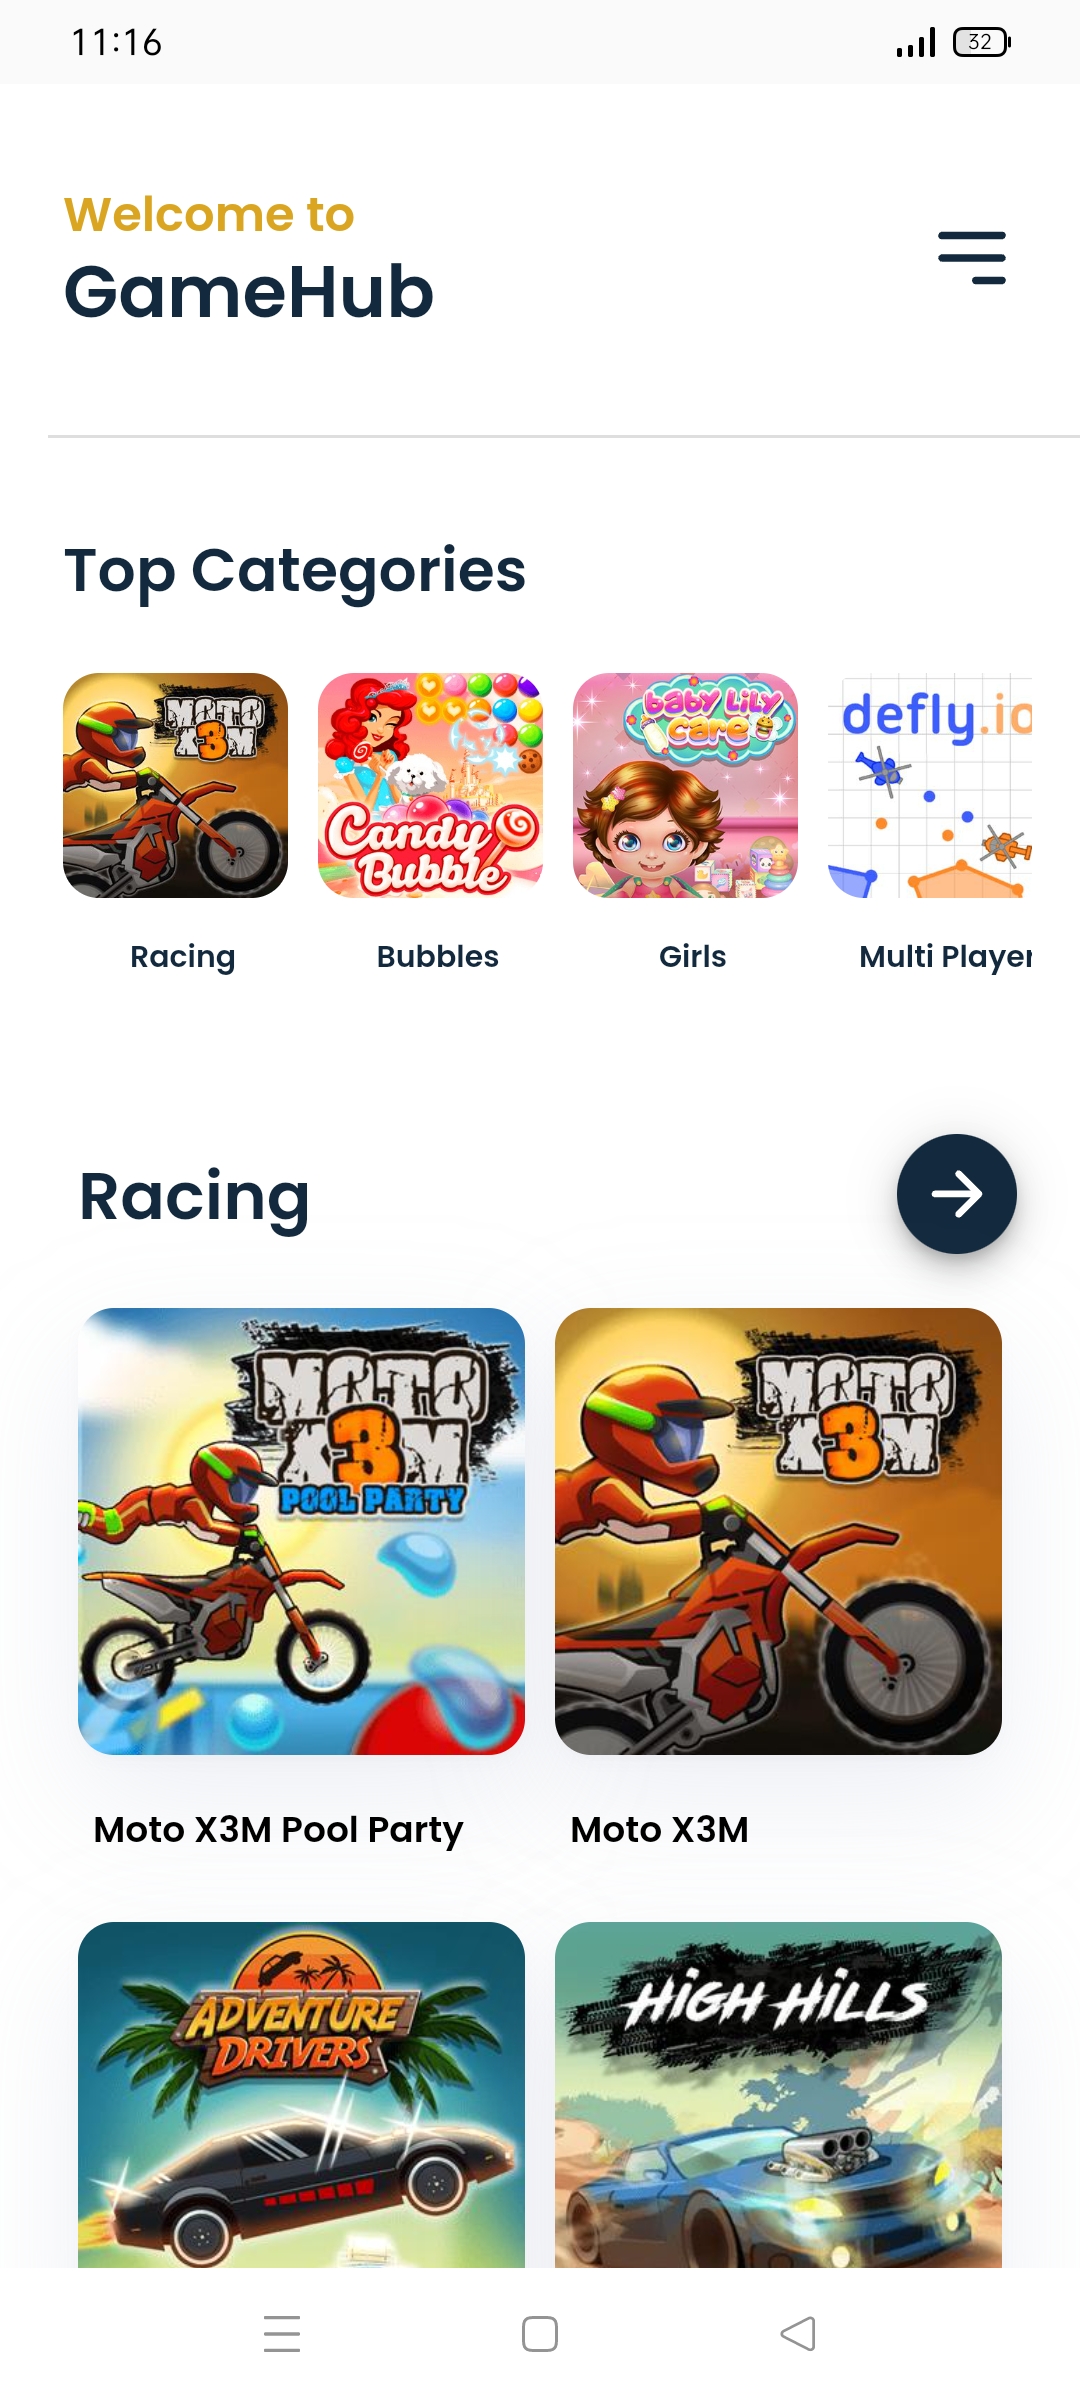 11:16
32
Welcome to
GameHub
Top Categories
MOTO
X3M
Candy
Bubble
baby Lily
care
defly.io
Racing
Bubbles
Girls
Multi Player
Racing
MOTO
X3M
POOL PARTY
MOTO
X3M
Moto X3M Pool Party
Moto X3M
ADVENTURE
DRIVERS
HIGH HILLS